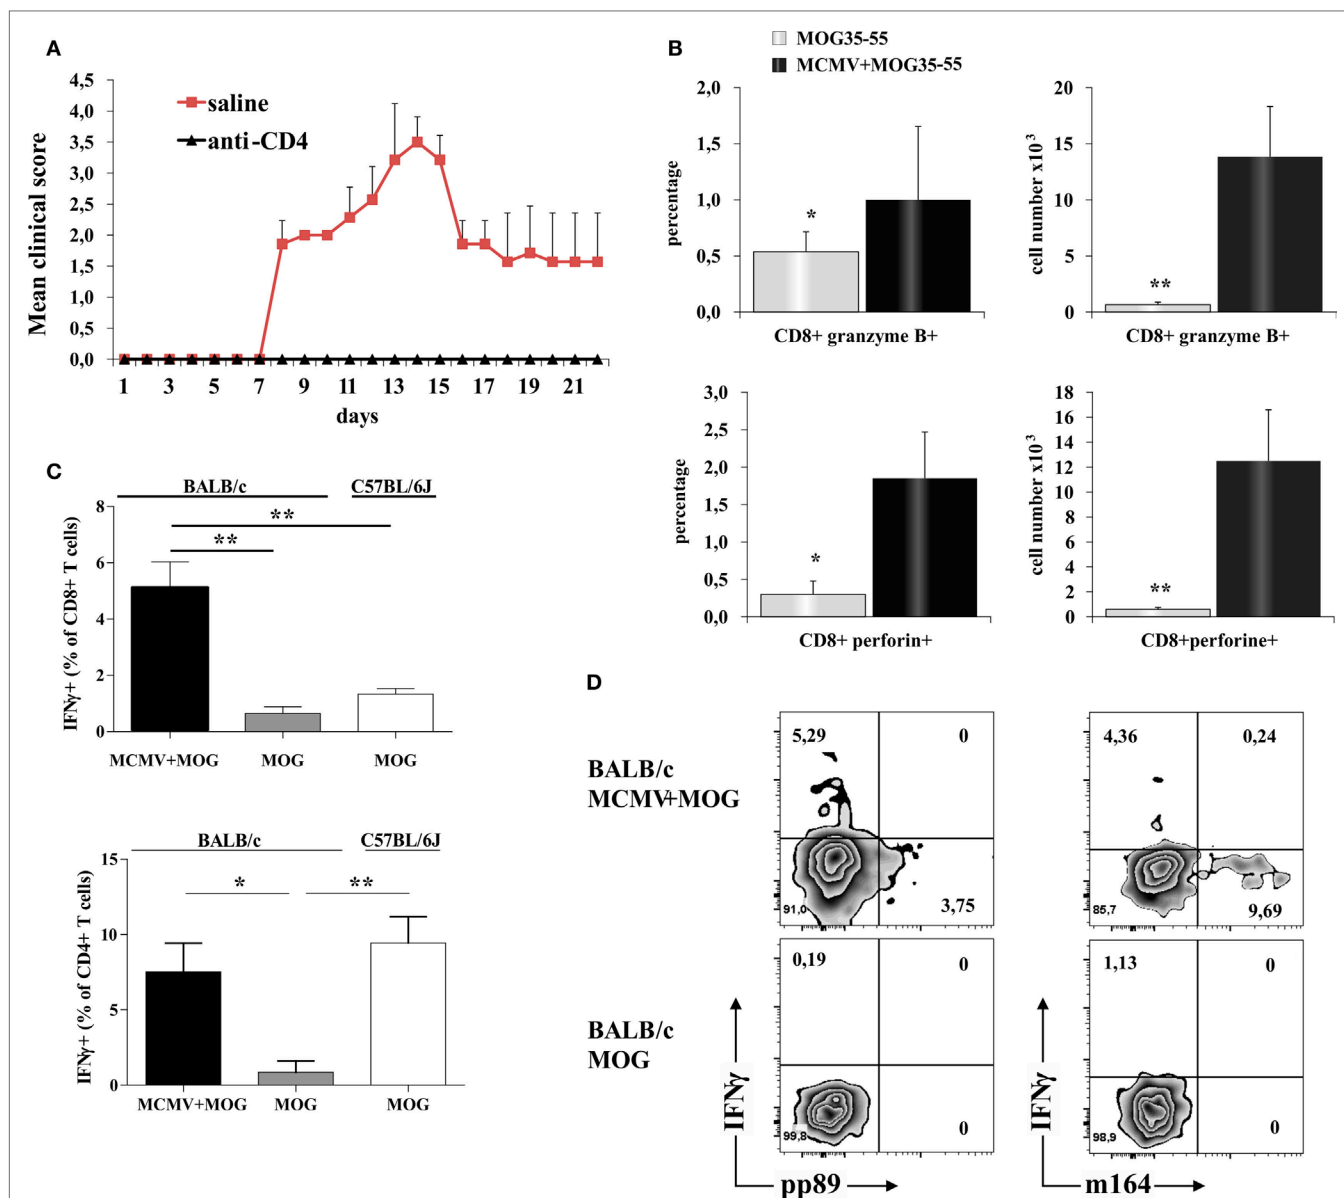 A
4,5
4,0
3,5
3,0
2,5
2,0
1,5
1,0
0,5
0,0
Mean clinical score
saline
anti-CD4
1 3 5 7 9 11 13 15 17 19 21
days
B
MOG35-55
MCMV+MOG35-55
2,0
1,5
1,0
0,5
0,0
percentage
*
CD8+ granzyme B+
20
15
10
5
0
cell number x10³
**
CD8+ granzyme B+
3,0
2,5
2,0
1,5
1,0
0,5
0,0
percentage
*
CD8+ perforin+
18
16
14
12
10
8
6
4
2
0
cell number x10³
**
CD8+perforine+
C
BALB/c C57BL/6J
8
6
4
2
0
IFNγ+ (% of CD8+ T cells)
**
**
MCMV+MOG MOG MOG
BALB/c C57BL/6J
15
10
5
0
IFNγ+ (% of CD4+ T cells)
* **
MCMV+MOG MOG MOG
D
BALB/c
MCMV+MOG
5,29 0
91,0 3,75
4,36 0,24
85,7 9,69
BALB/c
MOG
0,19 0
99,8 0
1,13 0
98,9 0
IFNγ
pp89
IFNγ
m164